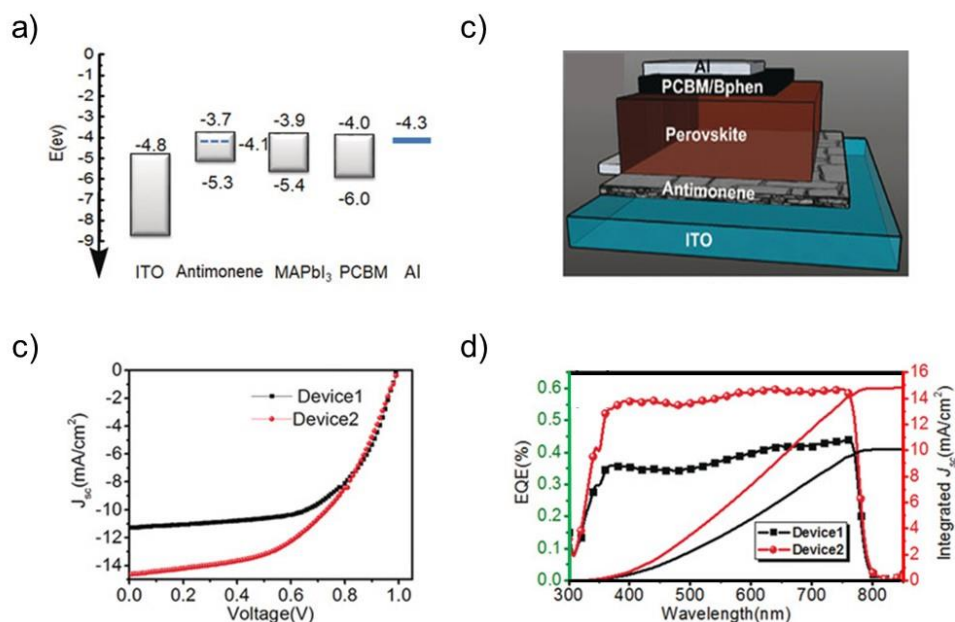 a)
0
-1
-2
-3
-4
-5
-6
-7
-8
-9
E(ev)
-4.8
-3.7
-4.1
-5.3
-3.9
-5.4
-4.0
-6.0
-4.3
ITO Antimonene MAPbI₃ PCBM Al
c)
Al
PCBM/Bphen
Perovskite
Antimonene
ITO
c)
0
-2
-4
-6
-8
-10
-12
-14
J_sc(mA/cm²)
Device1
Device2
0.0 0.2 0.4 0.6 0.8 1.0
Voltage(V)
d)
0.6
0.5
0.4
0.3
0.2
0.1
0.0
EQE(%)
16
14
12
10
8
6
4
2
0
Integrated J_sc(mA/cm²)
Device1
Device2
300 400 500 600 700 800
Wavelength(nm)